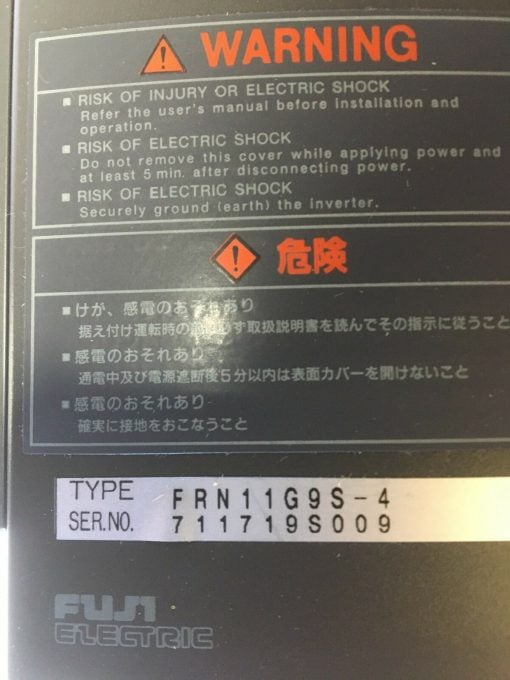 WARNING
■ RISK OF INJURY OR ELECTRIC SHOCK
Refer the user's manual before installation and
operation.
■ RISK OF ELECTRIC SHOCK
Do not remove this cover while applying power and
at least 5 min. after disconnecting power.
■ RISK OF ELECTRIC SHOCK
Securely ground (earth) the inverter.
危険
■ けが、感電のおそれあり
据え付け運転時の前に必ず取扱説明書を読んでその指示に従うこと
■ 感電のおそれあり
通電中及び電源遮断後5分以内は表面カバーを開けないこと
■ 感電のおそれあり
確実に接地をおこなうこと
TYPE FRN11G9S-4
SER.NO. 711719S009
FUJI
ELECTRIC